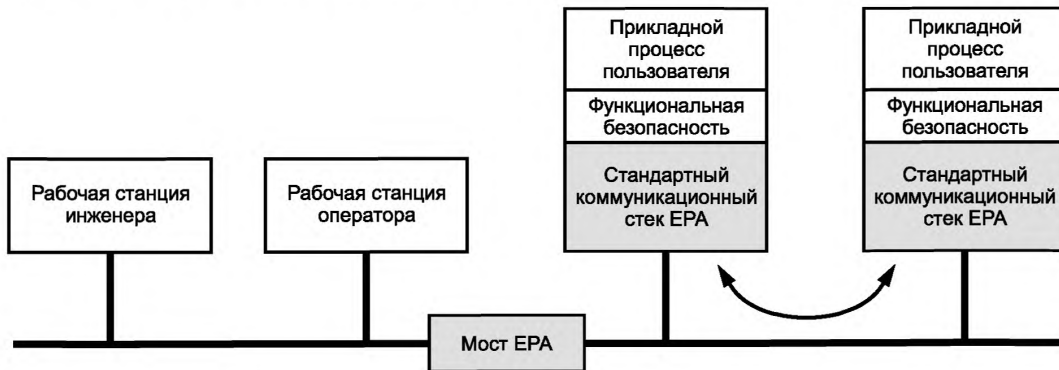 Прикладной
процесс
пользователя
Функциональная
безопасность
Стандартный
коммуникационный
стек EPA
Прикладной
процесс
пользователя
Функциональная
безопасность
Стандартный
коммуникационный
стек EPA
Рабочая станция
инженера
Рабочая станция
оператора
Мост EPA